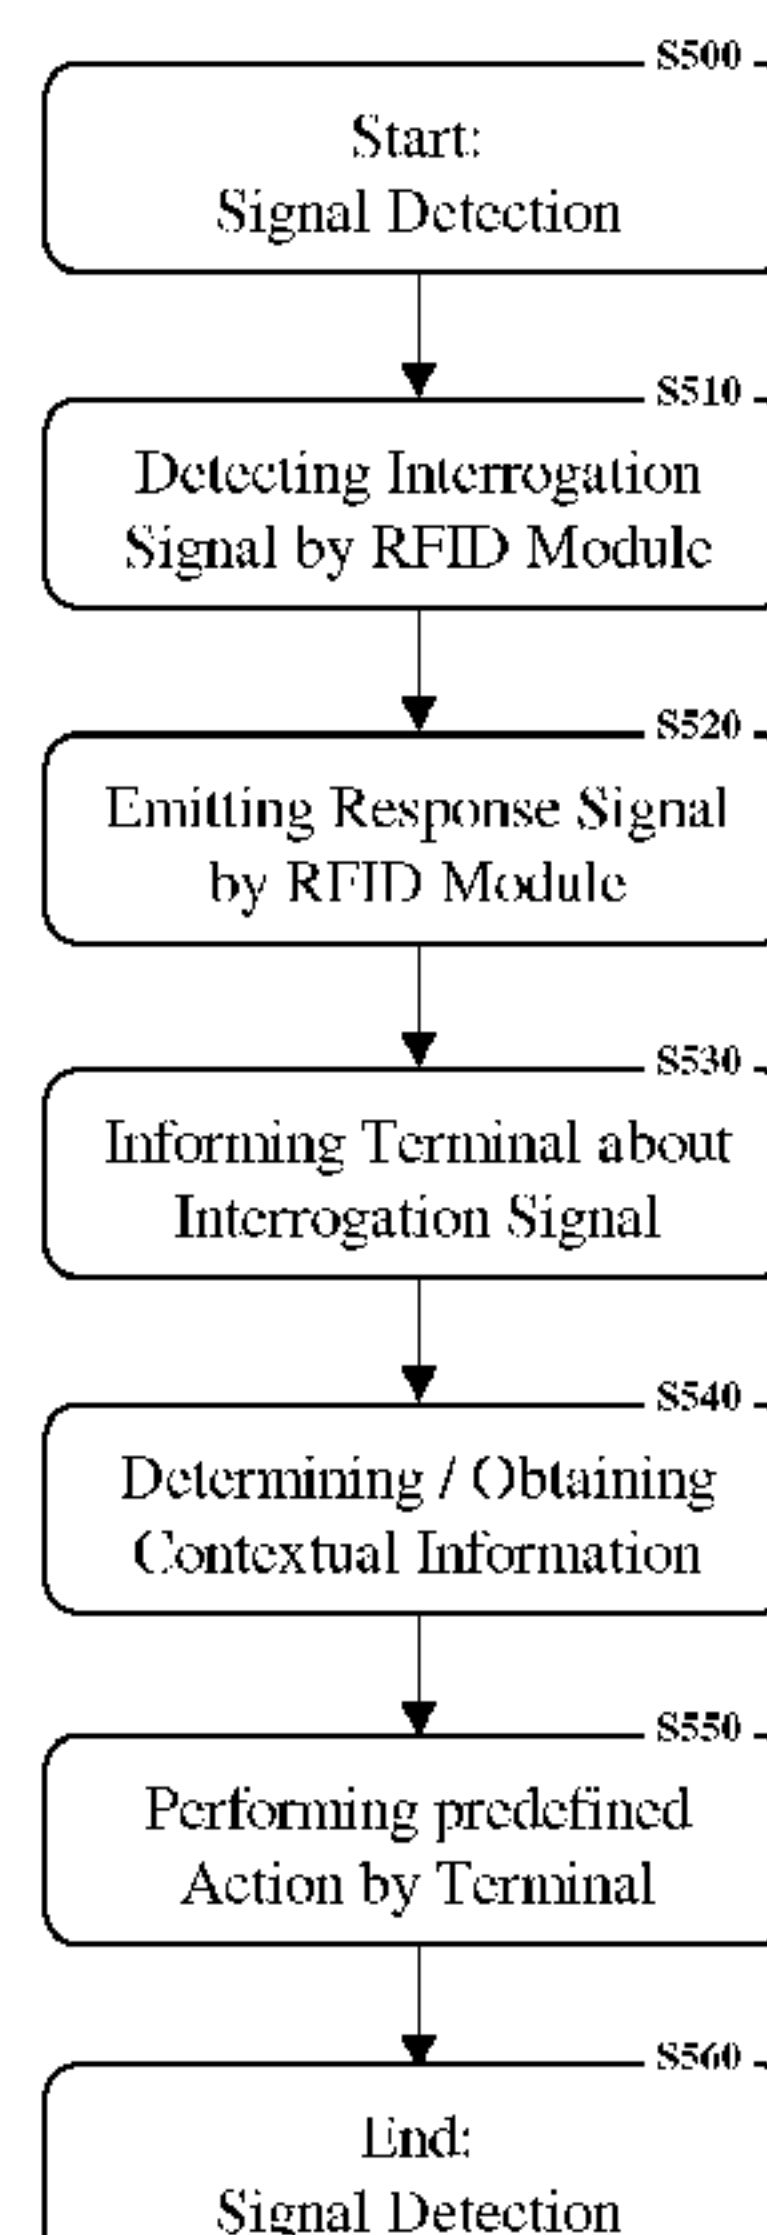 S500
Start:
Signal Detection
S510
Detecting Interrogation
Signal by RFID Module
S520
Emitting Response Signal
by RFID Module
S530
Informing Terminal about
Interrogation Signal
S540
Determining / Obtaining
Contextual Information
S550
Performing predefined
Action by Terminal
S560
End:
Signal Detection